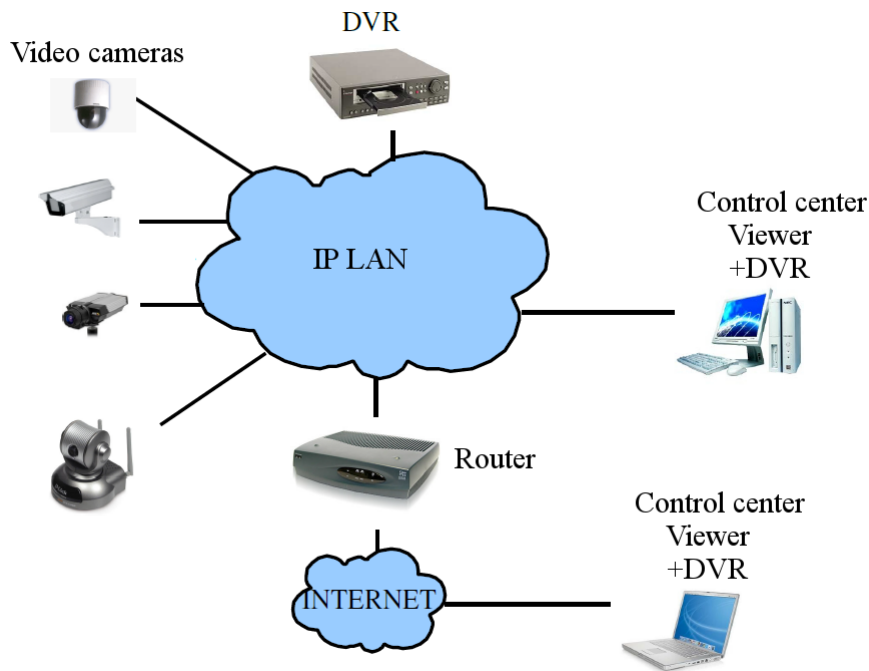 DVR
Video cameras
IP LAN
Control center
Viewer
+DVR
Router
Control center
Viewer
+DVR
INTERNET